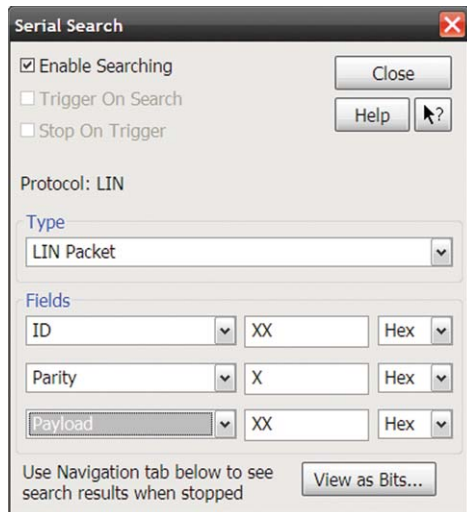 Serial Search
Enable Searching
Close
Trigger On Search
Help ?
Stop On Trigger
Protocol: LIN
Type
LIN Packet
Fields
ID XX Hex
Parity X Hex
Payload XX Hex
Use Navigation tab below to see
search results when stopped
View as Bits...